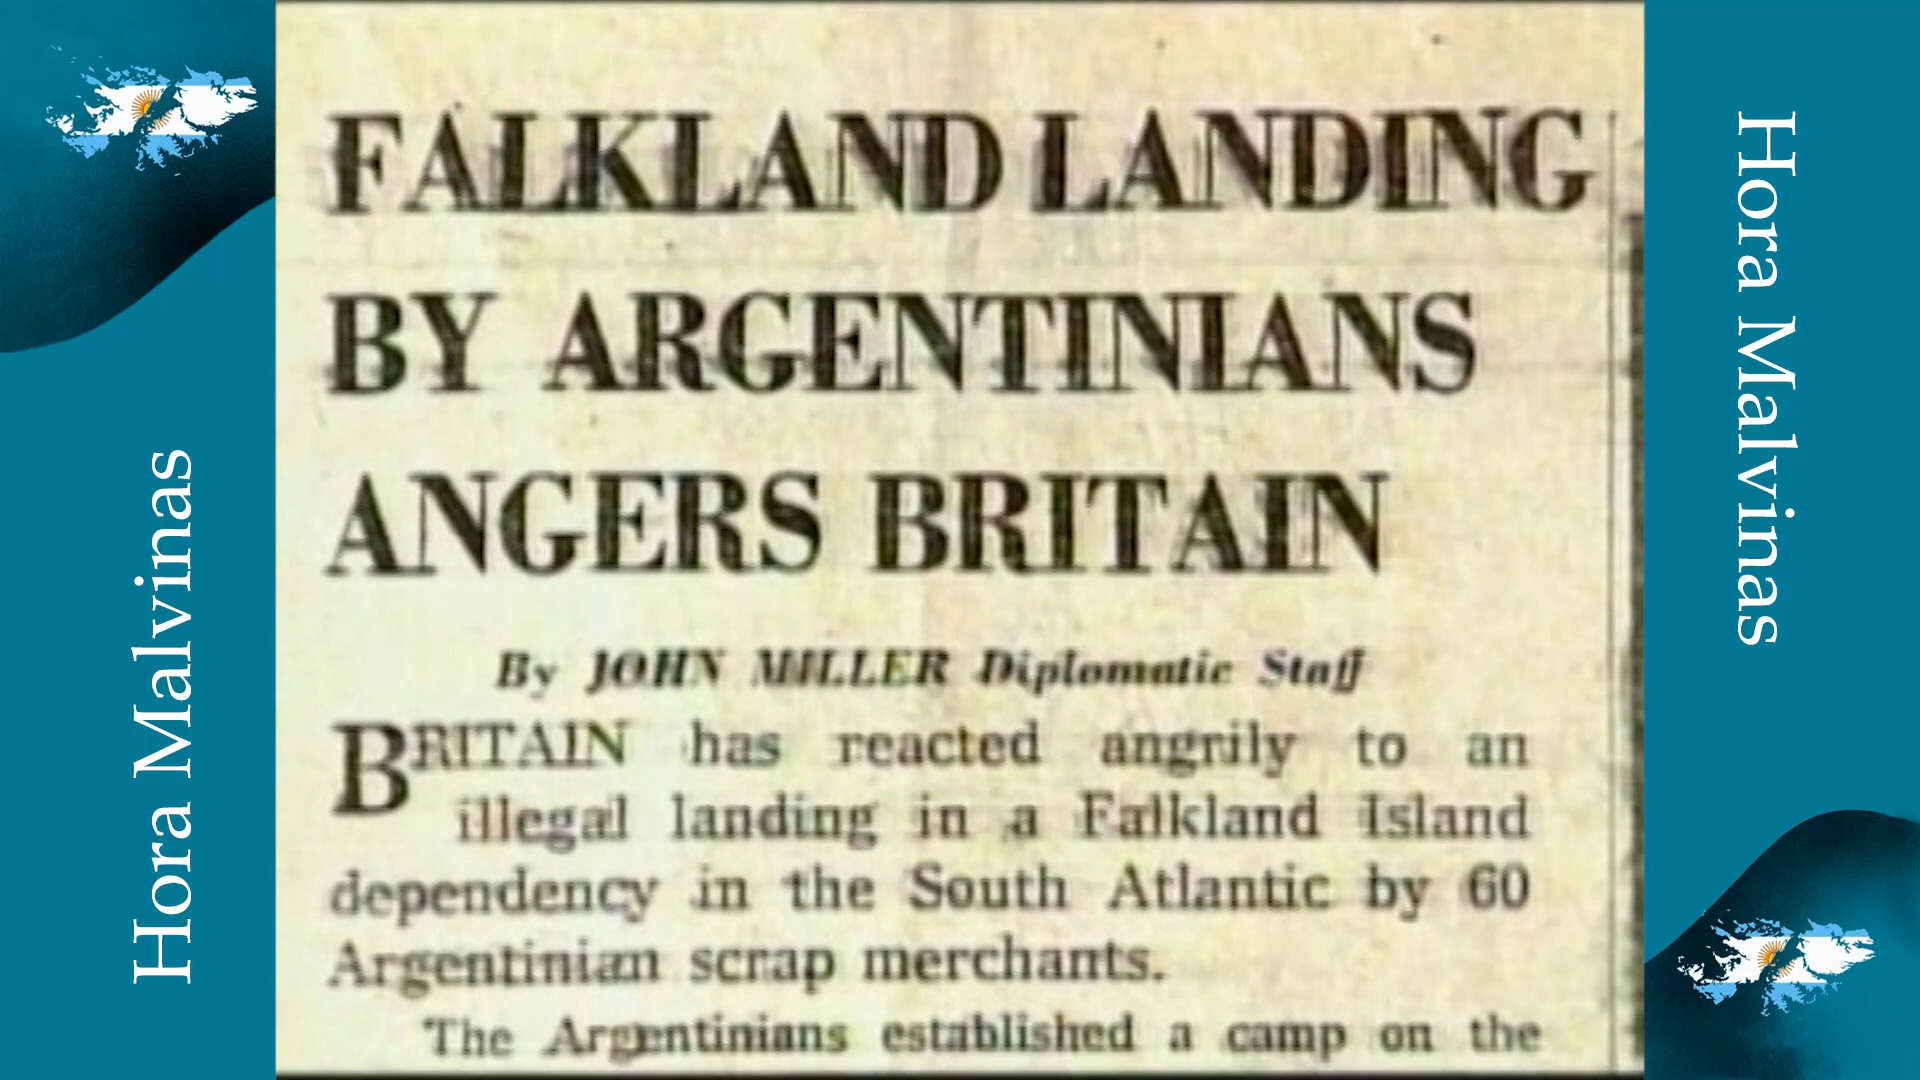 Hora Malvinas
FALKLAND LANDING
BY ARGENTINIANS
ANGERS BRITAIN
By JOHN MILLER Diplomatic Staff
BRITAIN has reacted angrily to an
illegal landing in a Falkland Island
dependency in the South Atlantic by 60
Argentinian scrap merchants.
The Argentinians established a camp on the
Hora Malvinas